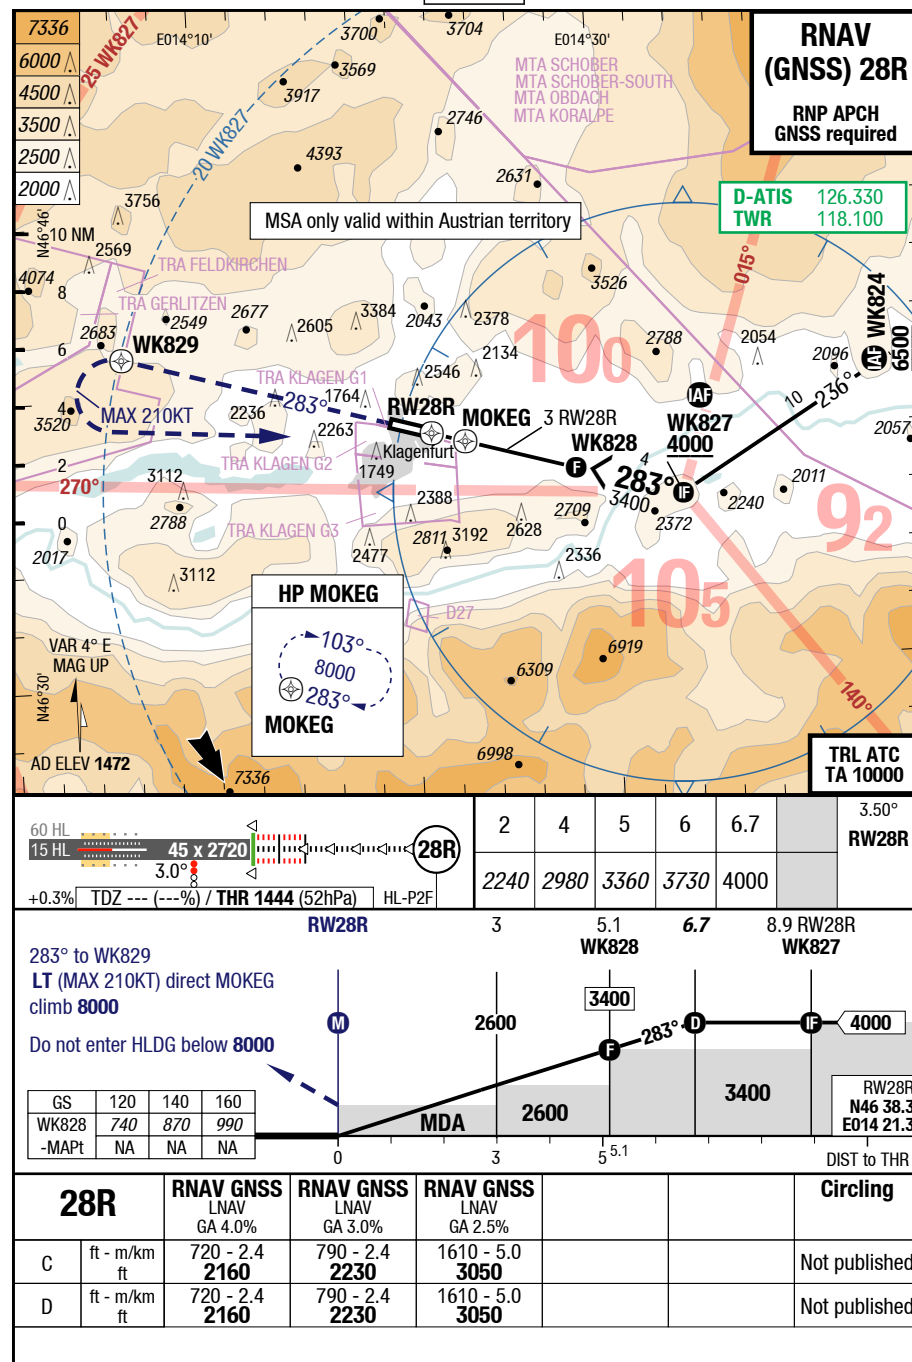 7336
6000
4500
3500
2500
2000
25 WK827
20 WK827
E014°10'
E014°30'
3700
3704
3569
3917
2746
4393
2631
MTA SCHOBER
MTA SCHOBER-SOUTH
MTA OBDACH
MTA KORALPE
RNAV
(GNSS) 28R
RNP APCH
GNSS required
D-ATIS 126.330
TWR 118.100
MSA only valid within Austrian territory
N46°46'
10 NM
8
6
4
2
0
3756
2569
4074
TRA FELDKIRCHEN
TRA GERLITZEN
2683
2549
2677
2605
3384
2043
2378
3526
015°
WK829
10₀
2788
2054
2096
IAF
WK824
6500
TRA KLAGEN G1
2546
2134
MAX 210KT
3520
2236
283°
1764
RW28R
MOKEG
3 RW28R
IAF
WK827
4000
10
236°
2057
2263
Klagenfurt
WK828
F
4
283°
IF
TRA KLAGEN G2
1749
270°
3112
2788
2388
3400
2709
2372
2240
2011
9₂
2017
TRA KLAGEN G3
2477
2811
3192
2628
2336
3112
10₅
HP MOKEG
103°
8000
283°
MOKEG
D27
VAR 4° E
MAG UP
N46°30'
6919
6309
140°
AD ELEV 1472
7336
6998
TRL ATC
TA 10000
60 HL
15 HL
45 x 2720
3.0°
28R
+0.3%
TDZ --- (---%) / THR 1444 (52hPa)
HL-P2F
2 4 5 6 6.7
3.50°
RW28R
2240 2980 3360 3730 4000
RW28R 3 5.1 6.7 8.9 RW28R
WK828 WK827
283° to WK829
LT (MAX 210KT) direct MOKEG
climb 8000
Do not enter HLDG below 8000
M
2600
3400
F
283°
D
IF
4000
MDA
2600
3400
RW28R
N46 38.3
E014 21.3
GS 120 140 160
WK828 740 870 990
-MAPt NA NA NA
0 3 5 5.1 DIST to THR
28R
RNAV GNSS RNAV GNSS RNAV GNSS Circling
LNAV LNAV LNAV
GA 4.0% GA 3.0% GA 2.5%
C ft - m/km 720 - 2.4 790 - 2.4 1610 - 5.0 Not published
ft 2160 2230 3050
D ft - m/km 720 - 2.4 790 - 2.4 1610 - 5.0 Not published
ft 2160 2230 3050